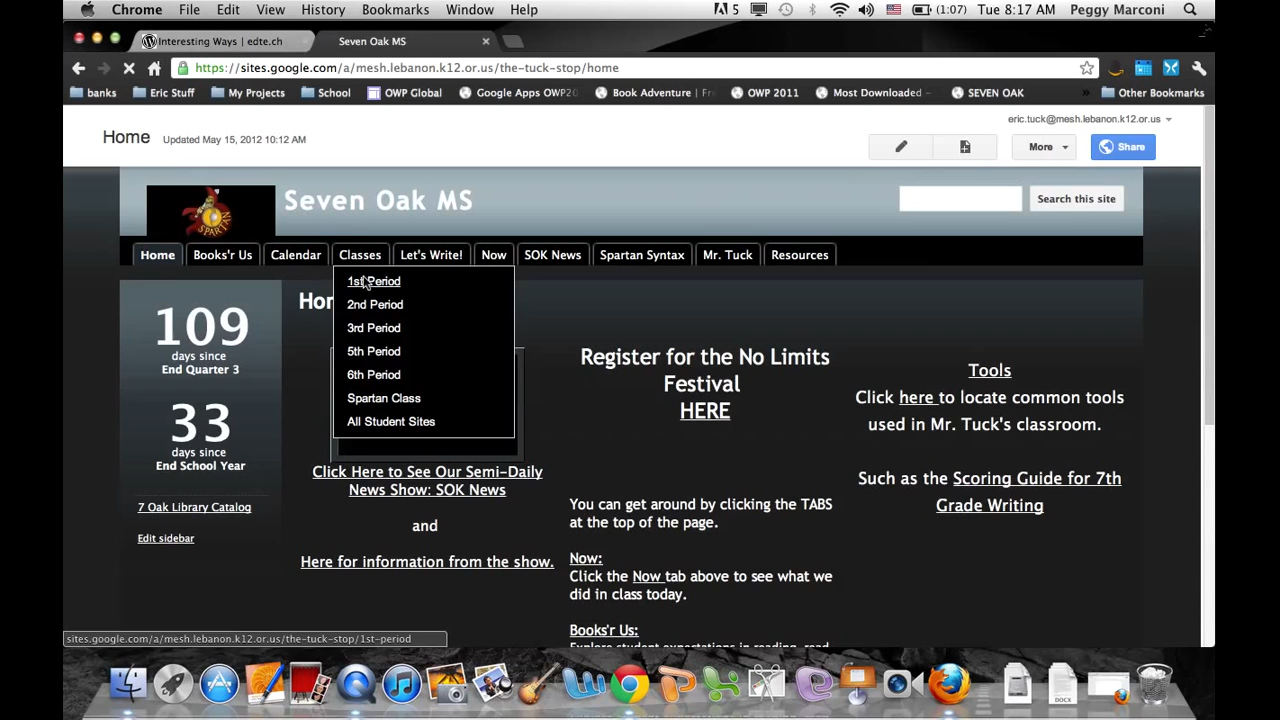 Chrome File Edit View History Bookmarks Window Help 5 (1:07) Tue 8:17 AM Peggy Marconi
Interesting Ways | edte.ch Seven Oak MS
https://sites.google.com/a/mesh.lebanon.k12.or.us/the-tuck-stop/home
banks Eric Stuff My Projects School OWP Global Google Apps OWP20 Book Adventure | Fr OWP 2011 Most Downloaded SEVEN OAK » Other Bookmarks
eric.tuck@mesh.lebanon.k12.or.us
Home Updated May 15, 2012 10:12 AM More Share
SPARTAN Seven Oak MS Search this site
Home Books'r Us Calendar Classes Let's Write! Now SOK News Spartan Syntax Mr. Tuck Resources
1st Period
2nd Period
3rd Period
5th Period
6th Period
Spartan Class
All Student Sites
109
days since
End Quarter 3
33
days since
End School Year
7 Oak Library Catalog
Edit sidebar
Click Here to See Our Semi-Daily
News Show: SOK News
and
Here for information from the show.
Register for the No Limits
Festival
HERE
You can get around by clicking the TABS
at the top of the page.
Now:
Click the Now tab above to see what we
did in class today.
Books'r Us:
Tools
Click here to locate common tools
used in Mr. Tuck's classroom.
Such as the Scoring Guide for 7th
Grade Writing
sites.google.com/a/mesh.lebanon.k12.or.us/the-tuck-stop/1st-period